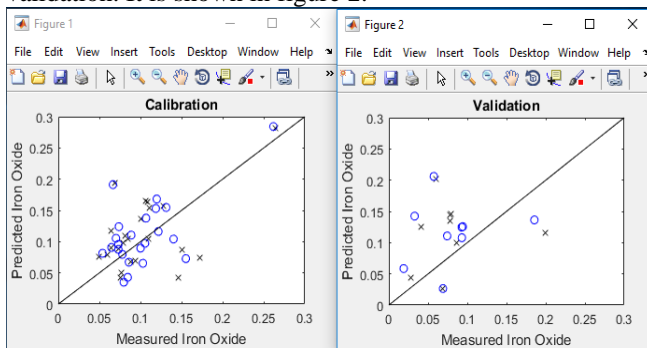 validation. It is shown in figure 2.
Figure 1
File Edit View Insert Tools Desktop Window Help
Calibration
0.3
0.25
0.2
0.15
0.1
0.05
0
Predicted Iron Oxide
0 0.05 0.1 0.15 0.2 0.25 0.3
Measured Iron Oxide
Figure 2
File Edit View Insert Tools Desktop Window Help
Validation
0.3
0.25
0.2
0.15
0.1
0.05
0
Predicted Iron Oxide
0 0.05 0.1 0.15 0.2 0.25 0.3
Measured Iron Oxide